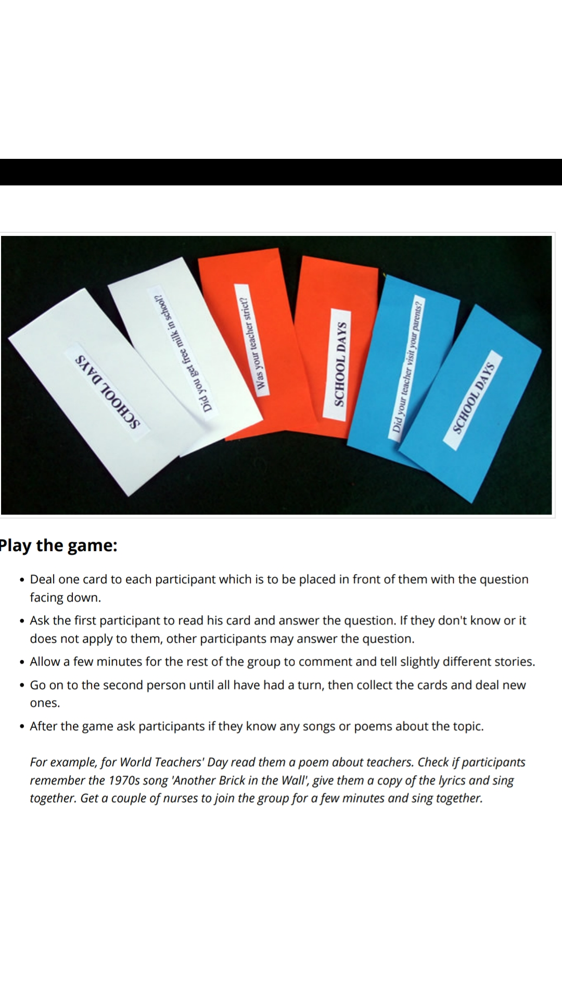 SCHOOL DAYS
Did you get free milk in school?
Was your teacher strict?
SCHOOL DAYS
Did your teacher visit your parents?
SCHOOL DAYS
Play the game:
• Deal one card to each participant which is to be placed in front of them with the question
facing down.
• Ask the first participant to read his card and answer the question. If they don't know or it
does not apply to them, other participants may answer the question.
• Allow a few minutes for the rest of the group to comment and tell slightly different stories.
• Go on to the second person until all have had a turn, then collect the cards and deal new
ones.
• After the game ask participants if they know any songs or poems about the topic.
For example, for World Teachers' Day read them a poem about teachers. Check if participants
remember the 1970s song 'Another Brick in the Wall', give them a copy of the lyrics and sing
together. Get a couple of nurses to join the group for a few minutes and sing together.